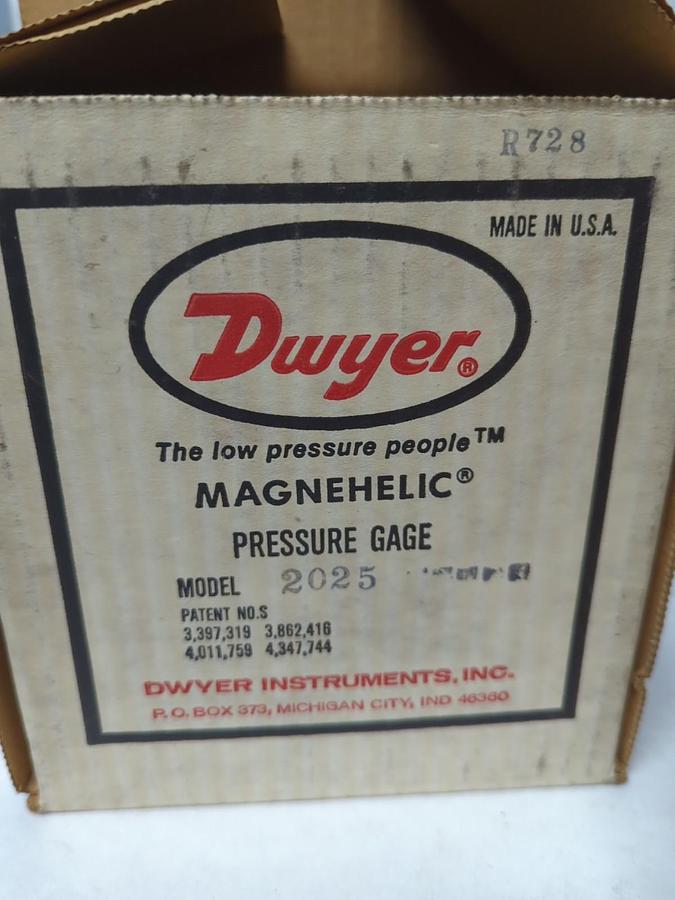 R728
MADE IN U.S.A.
Dwyer®
The low pressure people™
MAGNEHELIC®
PRESSURE GAGE
MODEL 2025
PATENT NO.S
3,397,319 3,862,416
4,011,759 4,347,744
DWYER INSTRUMENTS, INC.
P.O. BOX 373, MICHIGAN CITY, IND 46360